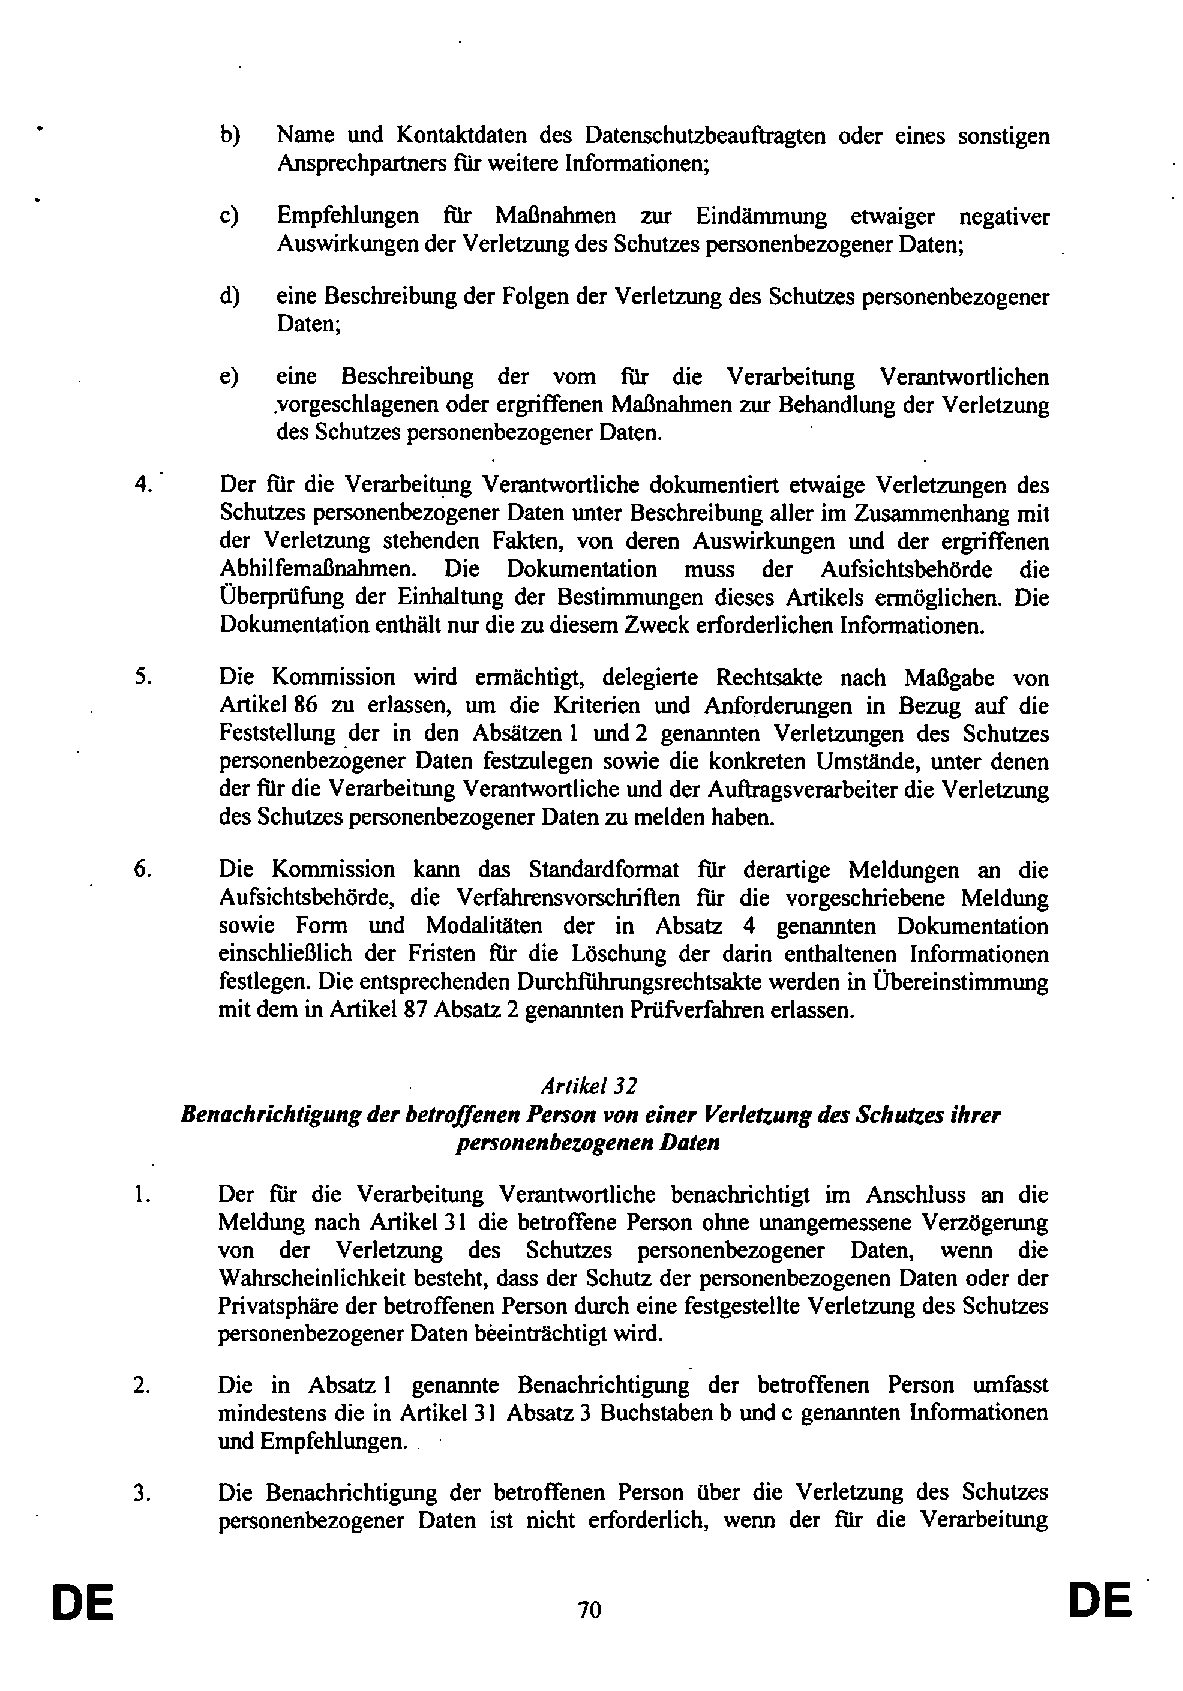 b) Name und Kontaktdaten des Datenschutzbeauftragten oder eines sonstigen
Ansprechpartners für weitere Informationen;
c) Empfehlungen für Maßnahmen zur Eindämmung etwaiger negativer
Auswirkungen der Verletzung des Schutzes personenbezogener Daten;
d) eine Beschreibung der Folgen der Verletzung des Schutzes personenbezogener
Daten;
e) eine Beschreibung der vom für die Verarbeitung Verantwortlichen
vorgeschlagenen oder ergriffenen Maßnahmen zur Behandlung der Verletzung
des Schutzes personenbezogener Daten.
4. Der für die Verarbeitung Verantwortliche dokumentiert etwaige Verletzungen des
Schutzes personenbezogener Daten unter Beschreibung aller im Zusammenhang mit
der Verletzung stehenden Fakten, von deren Auswirkungen und der ergriffenen
Abhilfemaßnahmen. Die Dokumentation muss der Aufsichtsbehörde die
Überprüfung der Einhaltung der Bestimmungen dieses Artikels ermöglichen. Die
Dokumentation enthält nur die zu diesem Zweck erforderlichen Informationen.
5. Die Kommission wird ermächtigt, delegierte Rechtsakte nach Maßgabe von
Artikel 86 zu erlassen, um die Kriterien und Anforderungen in Bezug auf die
Feststellung der in den Absätzen 1 und 2 genannten Verletzungen des Schutzes
personenbezogener Daten festzulegen sowie die konkreten Umstände, unter denen
der für die Verarbeitung Verantwortliche und der Auftragsverarbeiter die Verletzung
des Schutzes personenbezogener Daten zu melden haben.
6. Die Kommission kann das Standardformat für derartige Meldungen an die
Aufsichtsbehörde, die Verfahrensvorschriften für die vorgeschriebene Meldung
sowie Form und Modalitäten der in Absatz 4 genannten Dokumentation
einschließlich der Fristen für die Löschung der darin enthaltenen Informationen
festlegen. Die entsprechenden Durchführungsrechtsakte werden in Übereinstimmung
mit dem in Artikel 87 Absatz 2 genannten Prüfverfahren erlassen.
Artikel 32
Benachrichtigung der betroffenen Person von einer Verletzung des Schutzes ihrer
personenbezogenen Daten
1. Der für die Verarbeitung Verantwortliche benachrichtigt im Anschluss an die
Meldung nach Artikel 31 die betroffene Person ohne unangemessene Verzögerung
von der Verletzung des Schutzes personenbezogener Daten, wenn die
Wahrscheinlichkeit besteht, dass der Schutz der personenbezogenen Daten oder der
Privatsphäre der betroffenen Person durch eine festgestellte Verletzung des Schutzes
personenbezogener Daten beeinträchtigt wird.
2. Die in Absatz 1 genannte Benachrichtigung der betroffenen Person umfasst
mindestens die in Artikel 31 Absatz 3 Buchstaben b und c genannten Informationen
und Empfehlungen.
3. Die Benachrichtigung der betroffenen Person über die Verletzung des Schutzes
personenbezogener Daten ist nicht erforderlich, wenn der für die Verarbeitung
DE 70 DE